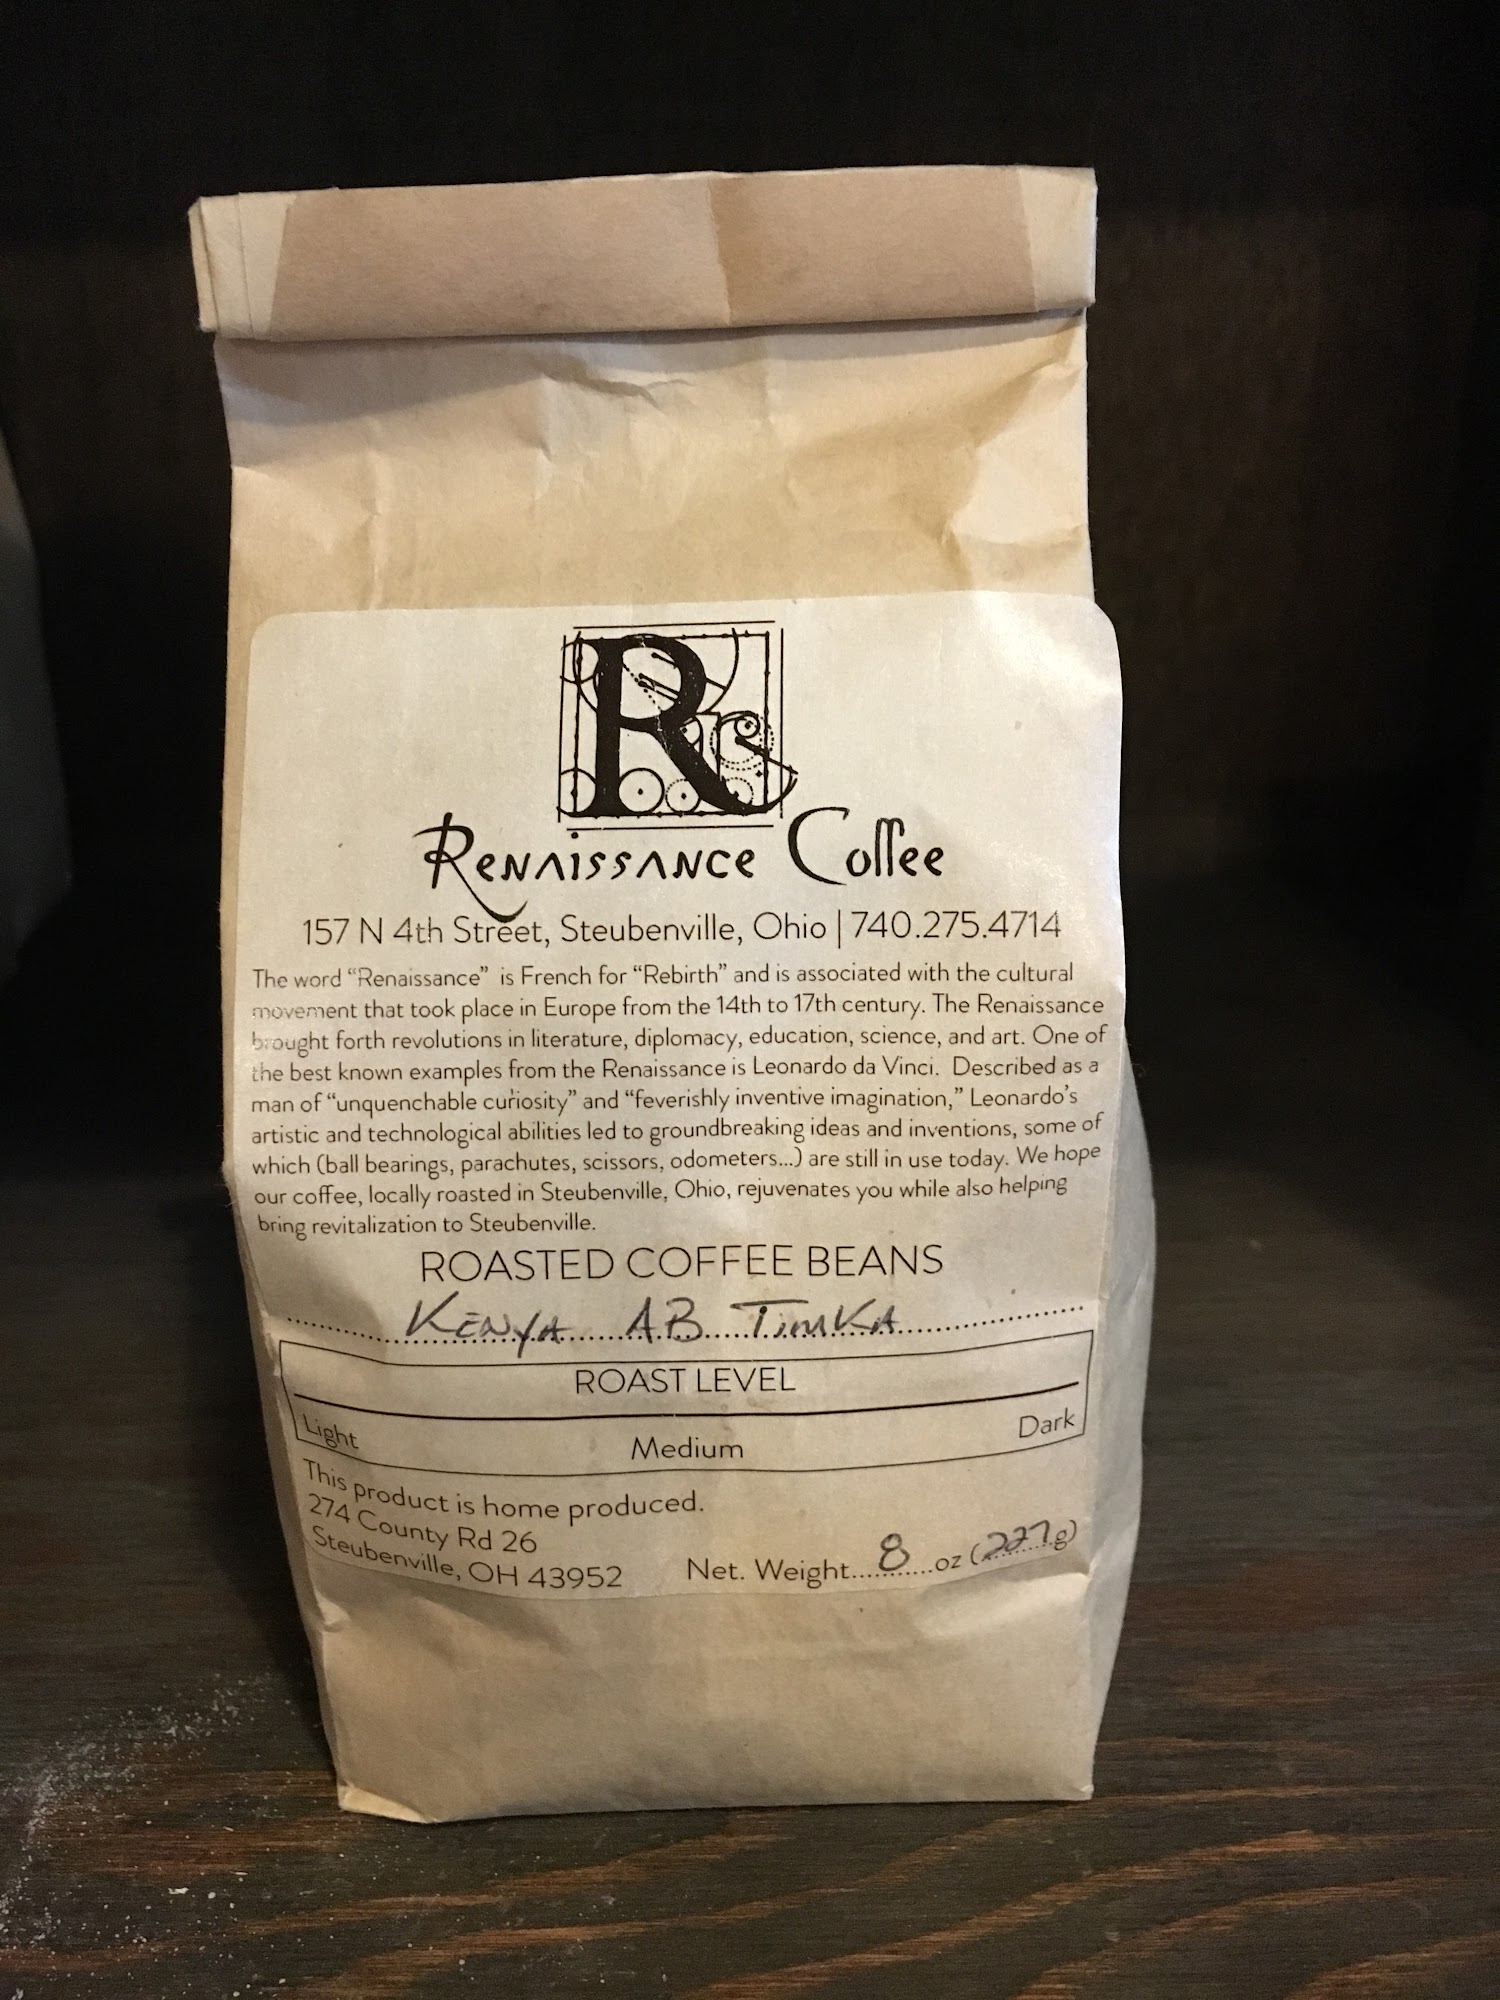 R
Renaissance Coffee
157 N 4th Street, Steubenville, Ohio | 740.275.4714
The word “Renaissance” is French for “Rebirth” and is associated with the cultural
movement that took place in Europe from the 14th to 17th century. The Renaissance
brought forth revolutions in literature, diplomacy, education, science, and art. One of
the best known examples from the Renaissance is Leonardo da Vinci. Described as a
man of “unquenchable curiosity” and “feverishly inventive imagination,” Leonardo’s
artistic and technological abilities led to groundbreaking ideas and inventions, some of
which (ball bearings, parachutes, scissors, odometers...) are still in use today. We hope
our coffee, locally roasted in Steubenville, Ohio, rejuvenates you while also helping
bring revitalization to Steubenville.
ROASTED COFFEE BEANS
KENYA AB TIMKA
ROAST LEVEL
Light Medium Dark
This product is home produced.
274 County Rd 26
Steubenville, OH 43952 Net. Weight....8....oz (227g)